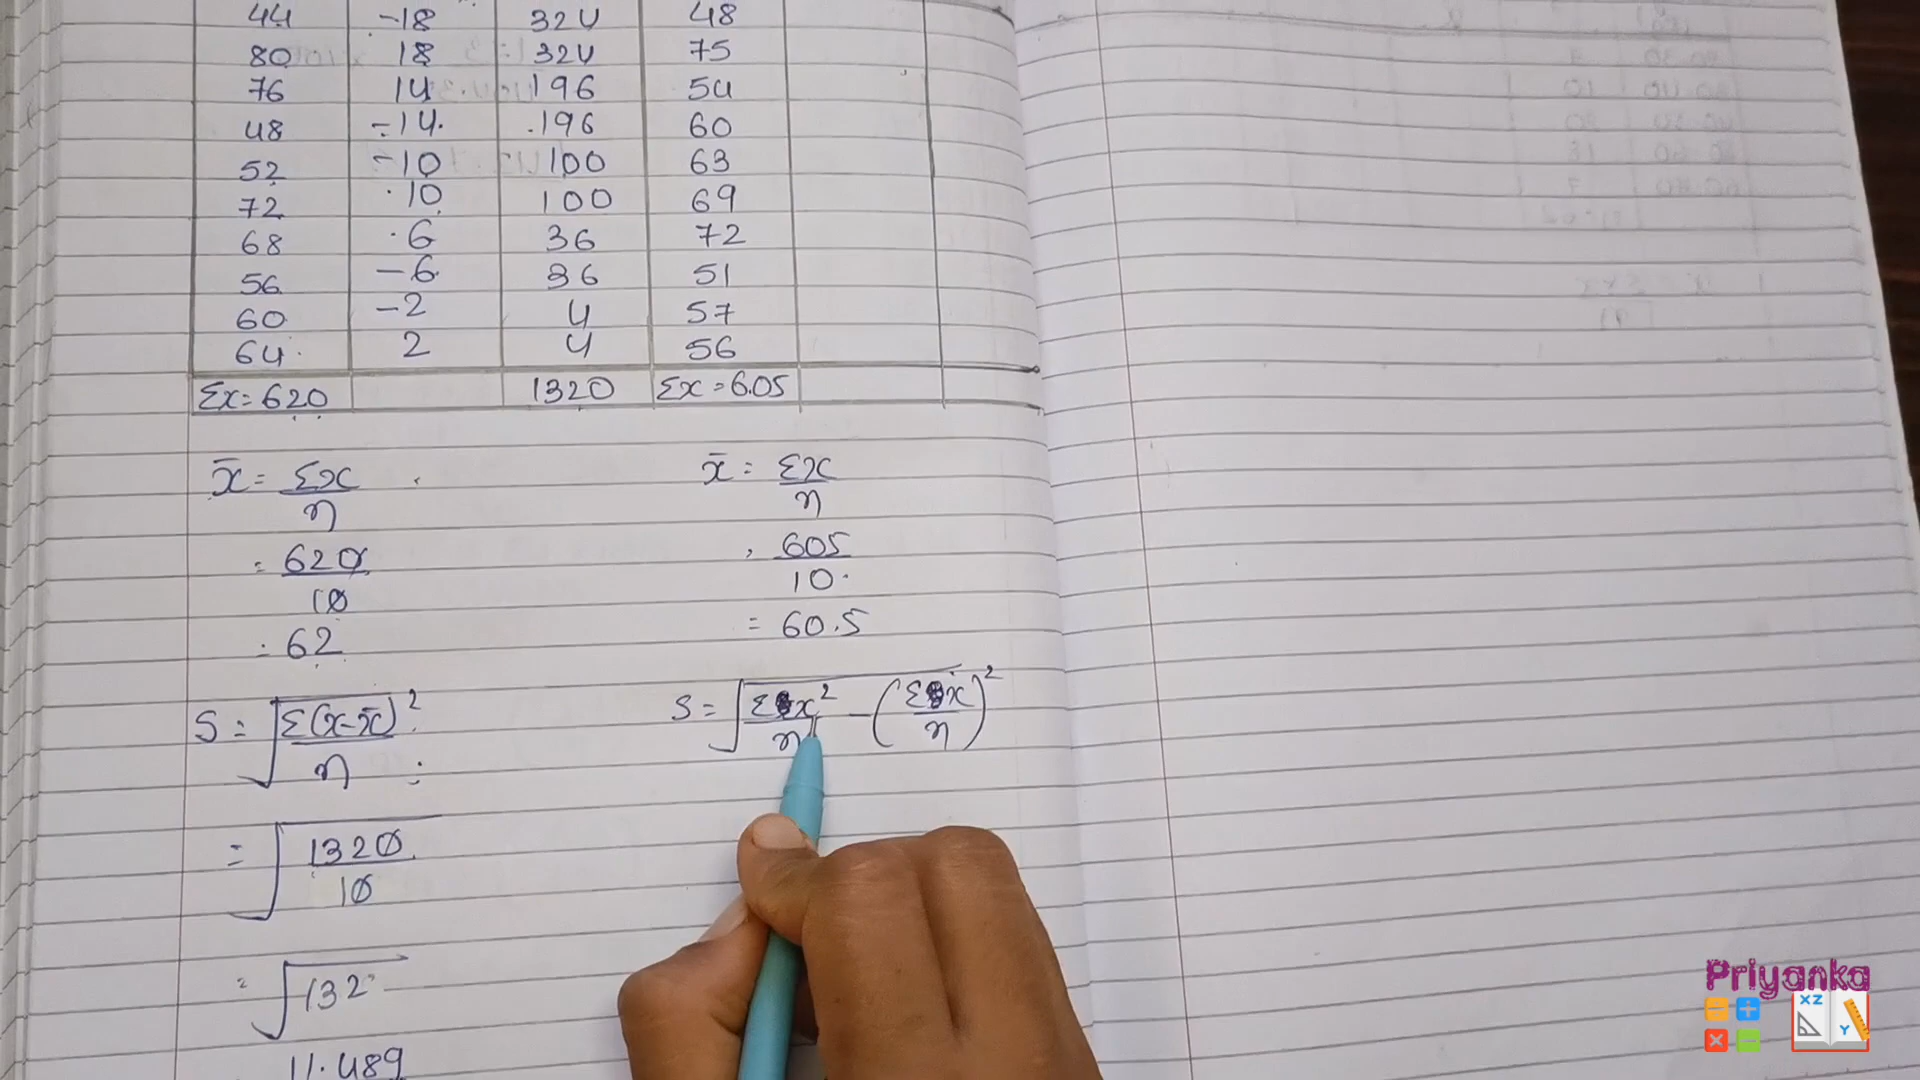 44 -18 324 48
80 18 324 75
76 14 196 54
48 -14 196 60
52 -10 100 63
72 10 100 69
68 6 36 72
56 -6 36 51
60 -2 4 57
64 2 4 56
Σx=620 1320 Σx=6.05
x̄ = Σx/n
= 620/10
= 62
S = √Σ(x-x̄)²/n
= √1320/10
= √132
11.489
x̄ = Σx/n
= 605/10
= 60.5
S = √Σx²/n - (Σx/n)²
Priyanka
XZ
Y